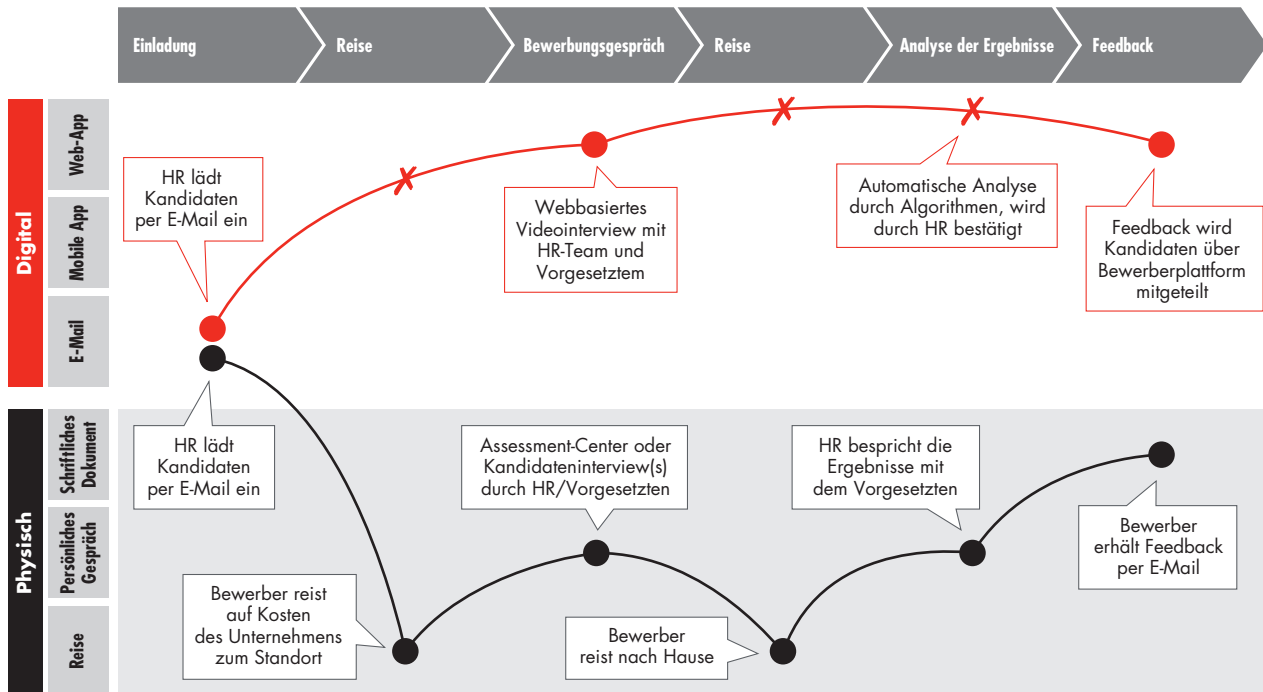 Einladung
Reise
Bewerbungsgespräch
Reise
Analyse der Ergebnisse
Feedback
Digital
Web-App
Mobile App
E-Mail
HR lädt
Kandidaten
per E-Mail ein
Webbasiertes
Videointerview mit
HR-Team und
Vorgesetztem
Automatische Analyse
durch Algorithmen, wird
durch HR bestätigt
Feedback wird
Kandidaten über
Bewerberplattform
mitgeteilt
Physisch
Schriftliches
Dokument
Persönliches
Gespräch
Reise
HR lädt
Kandidaten
per E-Mail ein
Bewerber reist
auf Kosten
des Unternehmens
zum Standort
Assessment-Center oder
Kandidateninterview(s)
durch HR/Vorgesetzten
Bewerber
reist nach Hause
HR bespricht die
Ergebnisse mit
dem Vorgesetzten
Bewerber
erhält Feedback
per E-Mail